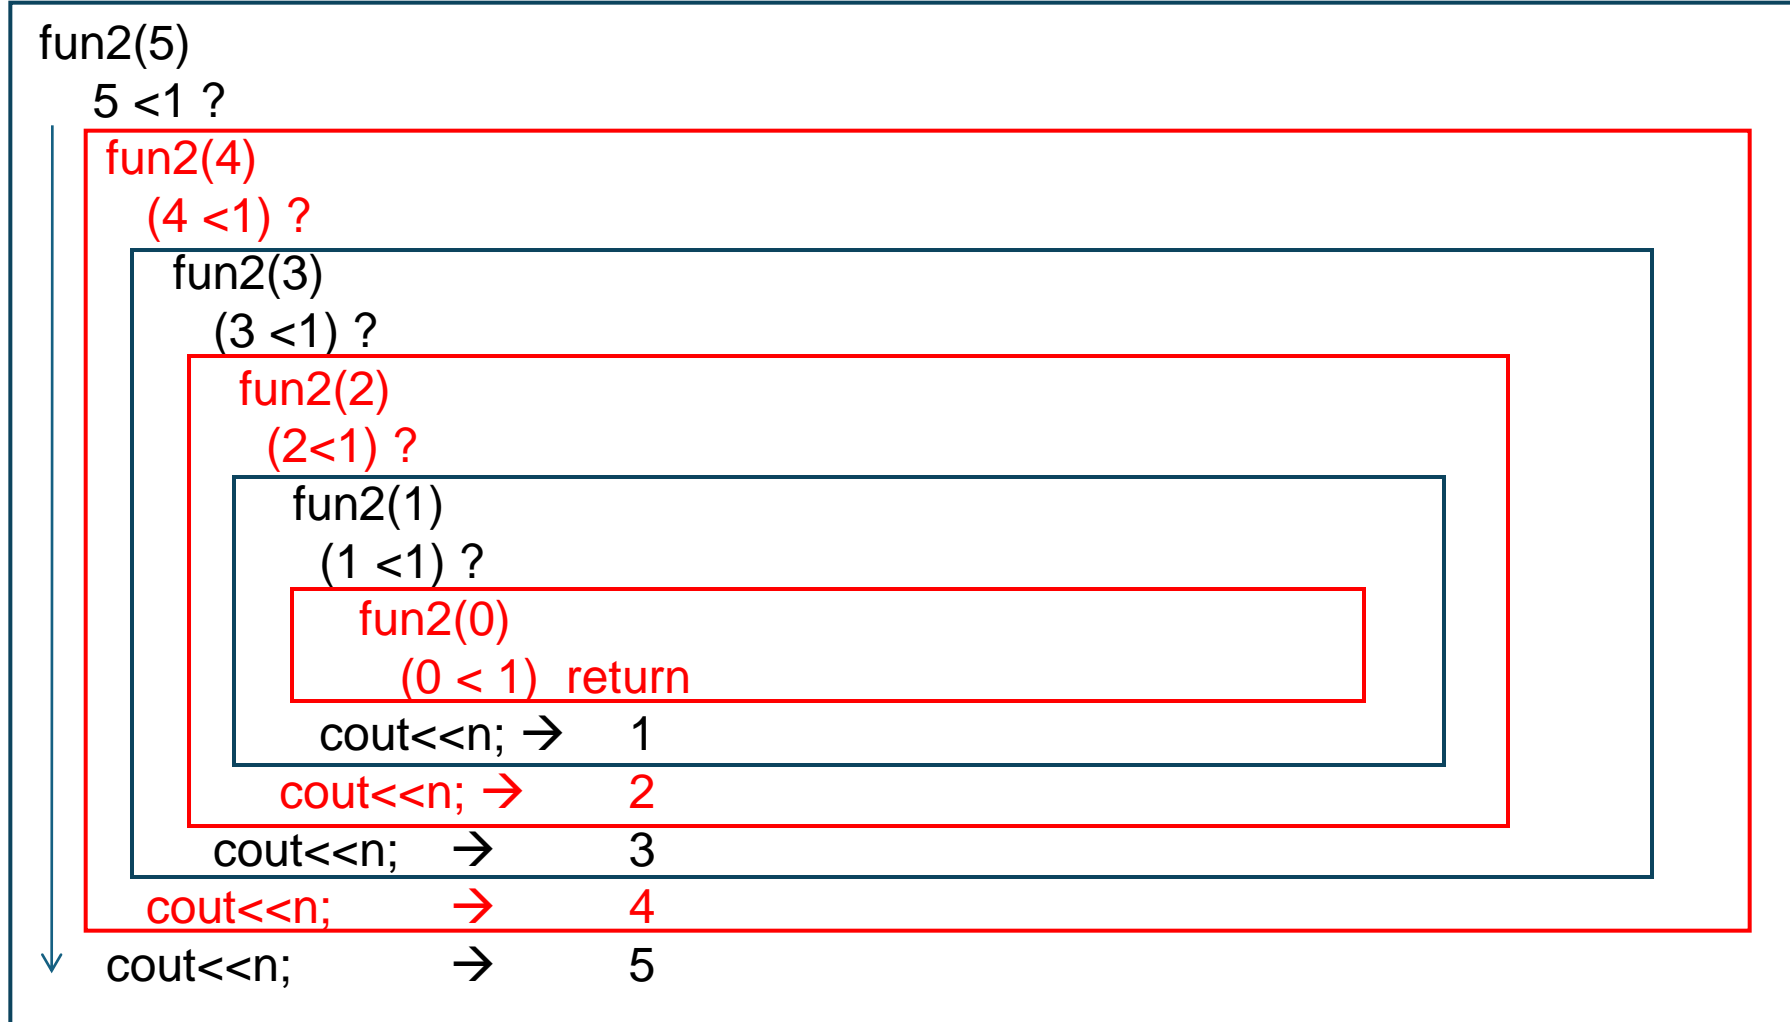 fun2(5)
5 <1 ?
fun2(4)
(4 <1) ?
fun2(3)
(3 <1) ?
fun2(2)
(2<1) ?
fun2(1)
(1 <1) ?
fun2(0)
(0 < 1) return
cout<<n; → 1
cout<<n; → 2
cout<<n; → 3
cout<<n; → 4
cout<<n; → 5